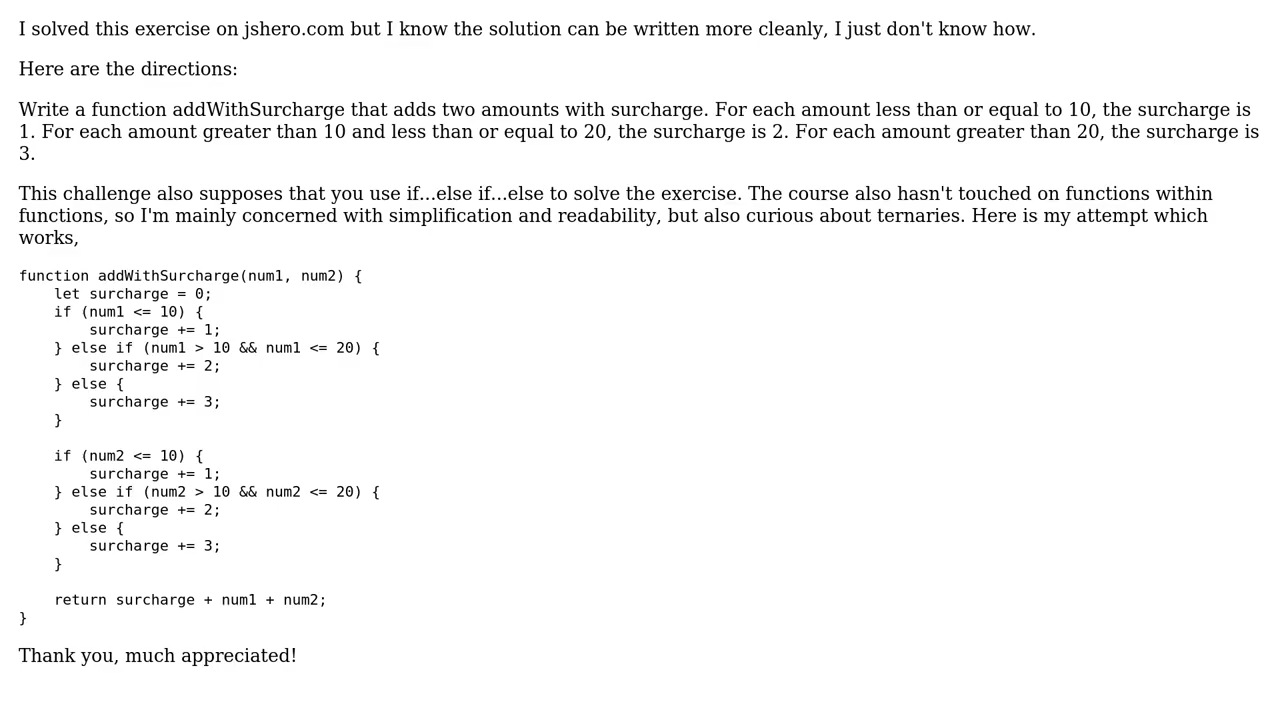 I solved this exercise on jshero.com but I know the solution can be written more cleanly, I just don't know how.
Here are the directions:
Write a function addWithSurcharge that adds two amounts with surcharge. For each amount less than or equal to 10, the surcharge is
1. For each amount greater than 10 and less than or equal to 20, the surcharge is 2. For each amount greater than 20, the surcharge is
3.
This challenge also supposes that you use if...else if...else to solve the exercise. The course also hasn't touched on functions within
functions, so I'm mainly concerned with simplification and readability, but also curious about ternaries. Here is my attempt which
works,
function addWithSurcharge(num1, num2) {
    let surcharge = 0;
    if (num1 <= 10) {
        surcharge += 1;
    } else if (num1 > 10 && num1 <= 20) {
        surcharge += 2;
    } else {
        surcharge += 3;
    }

    if (num2 <= 10) {
        surcharge += 1;
    } else if (num2 > 10 && num2 <= 20) {
        surcharge += 2;
    } else {
        surcharge += 3;
    }

    return surcharge + num1 + num2;
}
Thank you, much appreciated!